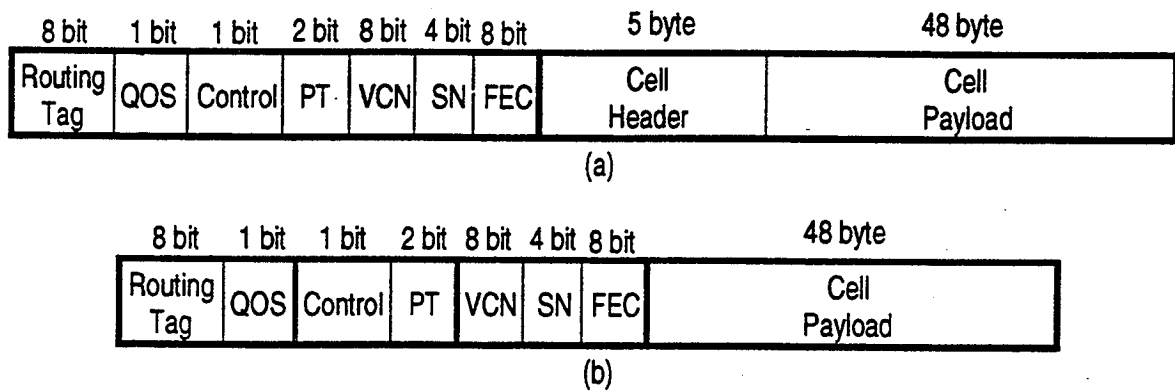 8 bit 1 bit 1 bit 2 bit 8 bit 4 bit 8 bit 5 byte 48 byte
Routing Tag QOS Control PT VCN SN FEC Cell Header Cell Payload
(a)
8 bit 1 bit 1 bit 2 bit 8 bit 4 bit 8 bit 48 byte
Routing Tag QOS Control PT VCN SN FEC Cell Payload
(b)